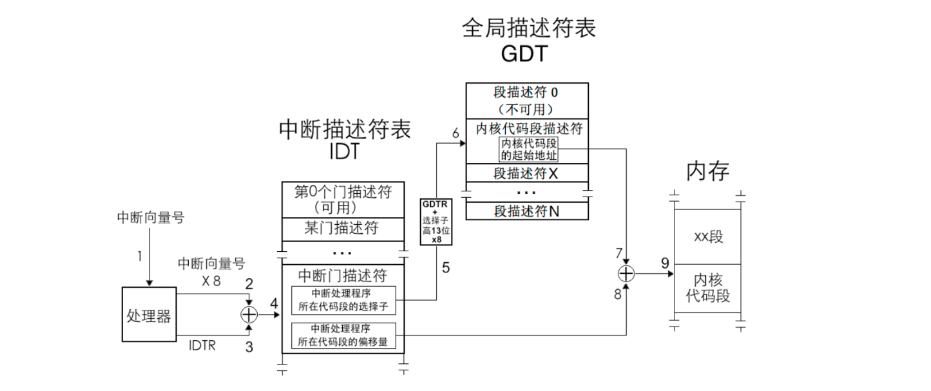 全局描述符表
GDT
段描述符 0
(不可用)
内核代码段描述符
内核代码段
的起始地址
段描述符X
...
段描述符N
6
中断描述符表
IDT
第0个门描述符
(可用)
某门描述符
...
中断门描述符
中断处理程序
所在代码段的选择子
中断处理程序
所在代码段的偏移量
GDTR
+
选择子
高13位
x8
5
中断向量号
1
中断向量号
X 8
2
处理器
IDTR
3
4
7
8
9
内存
xx段
内核
代码段